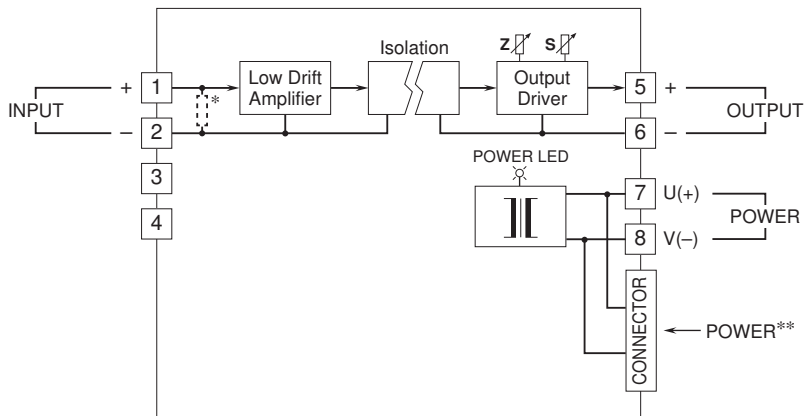 Isolation
Z
S
INPUT
+
1
*
Low Drift
Amplifier
Output
Driver
5
+
OUTPUT
–
2
6
–
3
4
POWER LED
7
U(+)
POWER
8
V(–)
CONNECTOR
POWER**